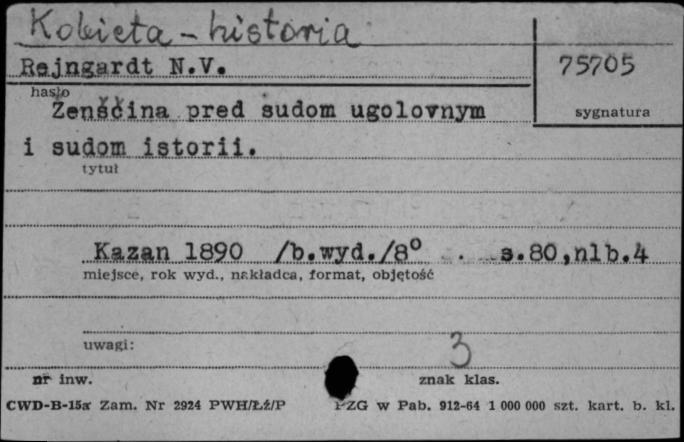 Kobieta - historia
Rejngardt N.V.
75705
hasło
sygnatura
Ženščina pred sudom ugolovnym
i sudom istorii.
tytuł
Kazan 1890 /b.wyd./8° . s.80,nlb.4
miejsce, rok wyd., nakładca, format, objętość
uwagi:
3
nr inw.
znak klas.
CWD-B-15a Zam. Nr 2924 PWH/Łż/P
PZG w Pab. 912-64 1 000 000 szt. kart. b. kl.